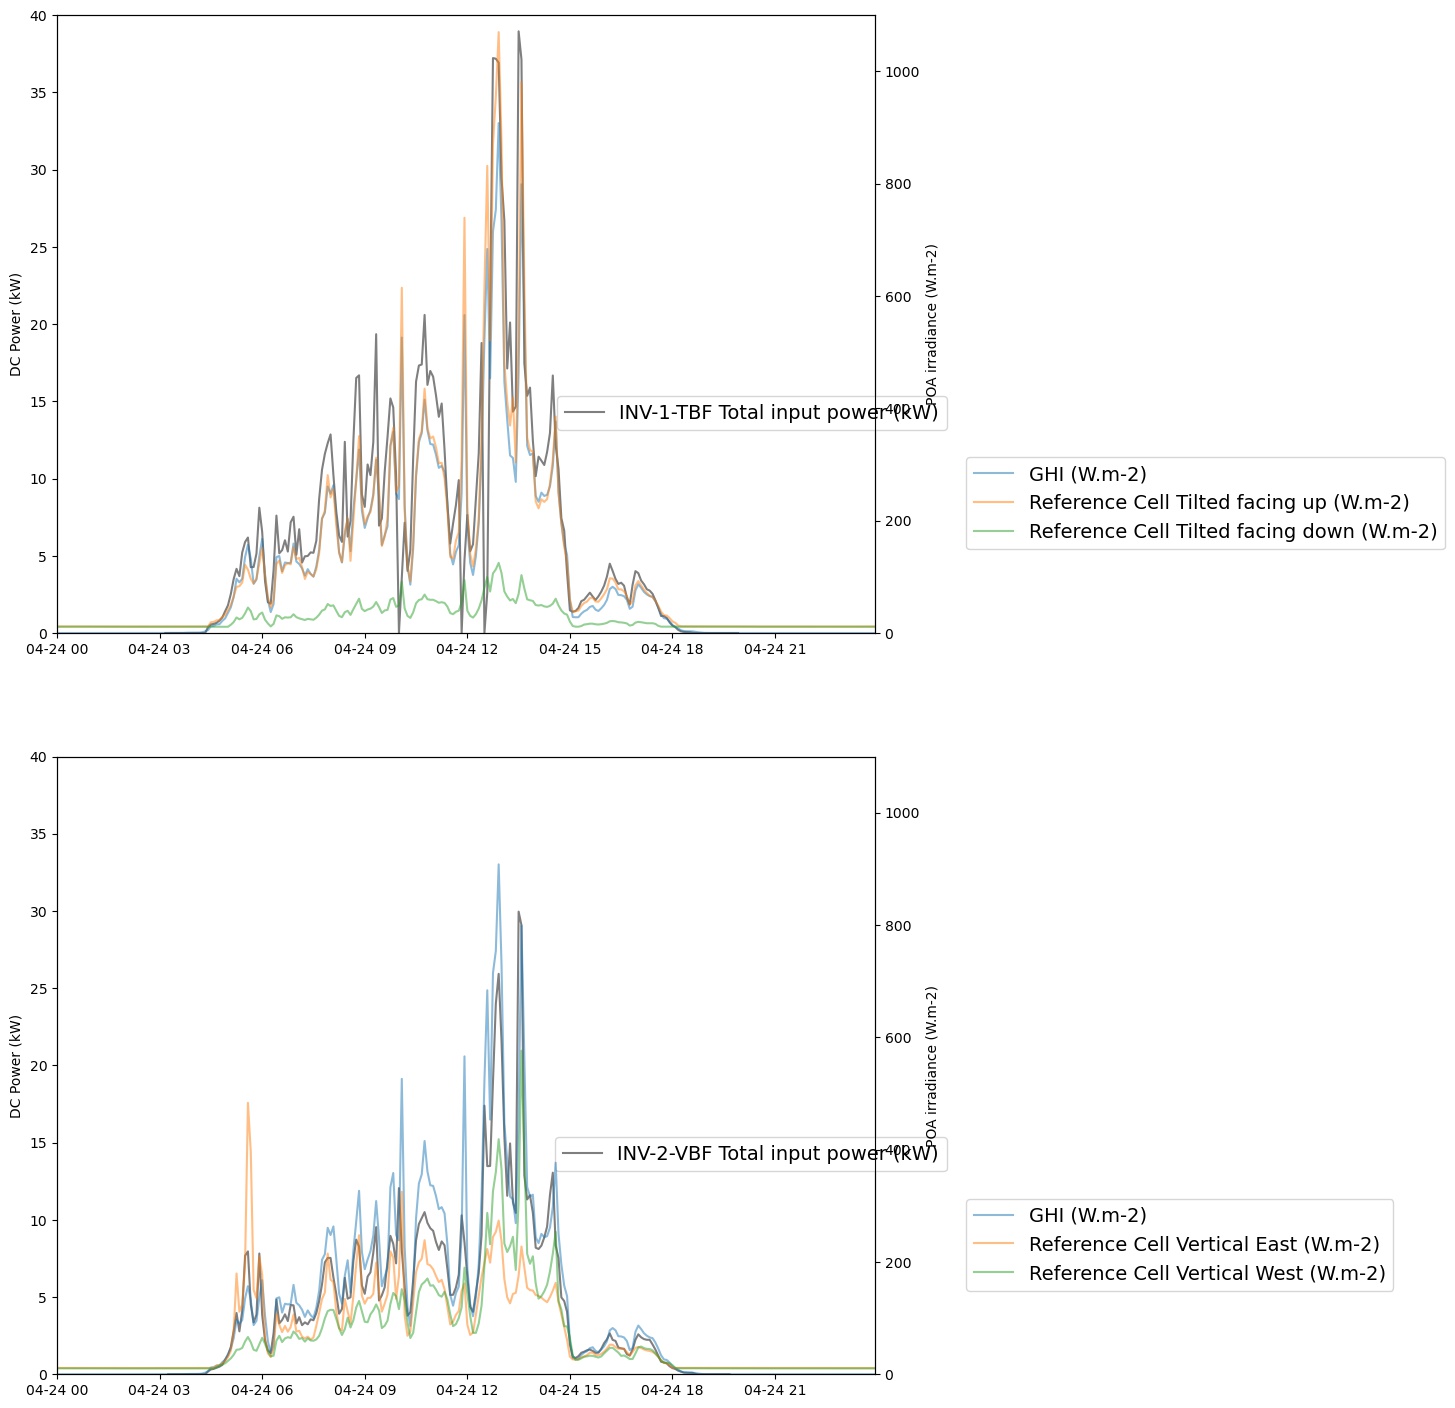 40
35
30
25
20
15
10
5
0
DC Power (kW)
1000
800
600
400
200
0
POA irradiance (W.m-2)
INV-1-TBF Total input power (kW)
GHI (W.m-2)
Reference Cell Tilted facing up (W.m-2)
Reference Cell Tilted facing down (W.m-2)
04-24 00 04-24 03 04-24 06 04-24 09 04-24 12 04-24 15 04-24 18 04-24 21
40
35
30
25
20
15
10
5
0
DC Power (kW)
1000
800
600
400
200
0
POA irradiance (W.m-2)
INV-2-VBF Total input power (kW)
GHI (W.m-2)
Reference Cell Vertical East (W.m-2)
Reference Cell Vertical West (W.m-2)
04-24 00 04-24 03 04-24 06 04-24 09 04-24 12 04-24 15 04-24 18 04-24 21